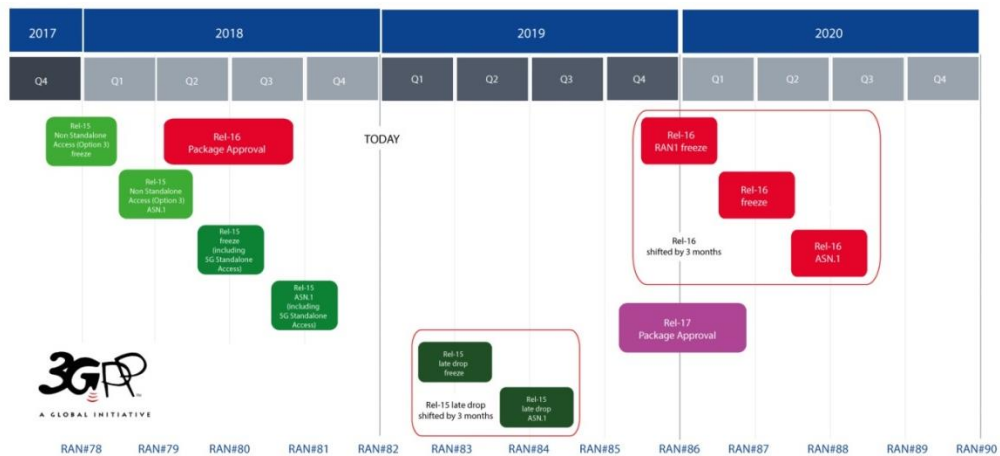 2017 2018 2019 2020
Q4 Q1 Q2 Q3 Q4 Q1 Q2 Q3 Q4 Q1 Q2 Q3 Q4
Rel-15
Non Standalone
Access (Option 3)
freeze
Rel-16
Package Approval
TODAY
Rel-16
RAN1 freeze
Rel-15
Non Standalone
Access (Option 3)
ASN.1
Rel-16
freeze
Rel-15
freeze
(including
5G Standalone
Access)
Rel-16
shifted by 3 months
Rel-16
ASN.1
Rel-15
ASN.1
(Including
5G Standalone
Access)
Rel-17
Package Approval
Rel-15
late drop
freeze
Rel-15 late drop
shifted by 3 months
Rel-15
late drop
ASN.1
3GPP
TM
A GLOBAL INITIATIVE
RAN#78 RAN#79 RAN#80 RAN#81 RAN#82 RAN#83 RAN#84 RAN#85 RAN#86 RAN#87 RAN#88 RAN#89 RAN#90